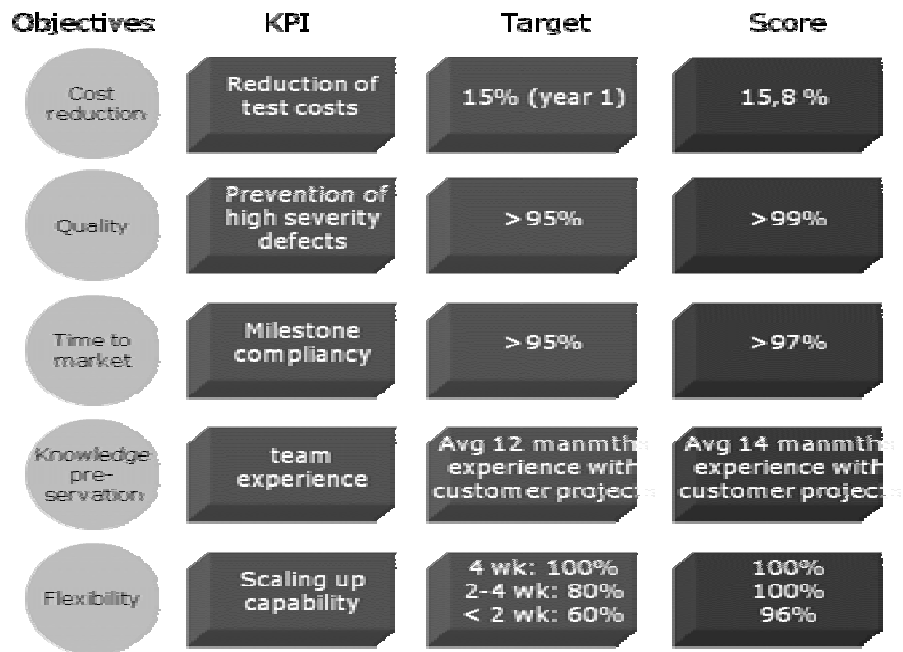 Objectives KPI Target Score
Cost
reduction
Reduction of
test costs
15% (year 1)
15,8 %
Quality
Prevention of
high severity
defects
>95%
>99%
Time to
market
Milestone
compliancy
>95%
>97%
Knowledge
pre-
servation
team
experience
Avg 12 manmths
experience with
customer projects
Avg 14 manmths
experience with
customer projects
Flexibility
Scaling up
capability
4 wk: 100%
2-4 wk: 80%
< 2 wk: 60%
100%
100%
96%